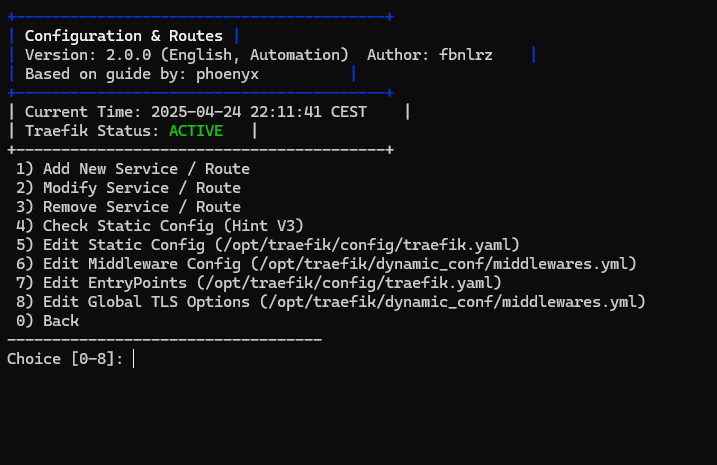 +-----------------------------------------+
| Configuration & Routes |
| Version: 2.0.0 (English, Automation)  Author: fbnlrz    |
| Based on guide by: phoenyx          |
+-----------------------------------------+
| Current Time: 2025-04-24 22:11:41 CEST    |
| Traefik Status: ACTIVE   |
+-----------------------------------------+
 1) Add New Service / Route
 2) Modify Service / Route
 3) Remove Service / Route
 4) Check Static Config (Hint V3)
 5) Edit Static Config (/opt/traefik/config/traefik.yaml)
 6) Edit Middleware Config (/opt/traefik/dynamic_conf/middlewares.yml)
 7) Edit EntryPoints (/opt/traefik/config/traefik.yaml)
 8) Edit Global TLS Options (/opt/traefik/dynamic_conf/middlewares.yml)
 0) Back
-----------------------------------
Choice [0-8]: